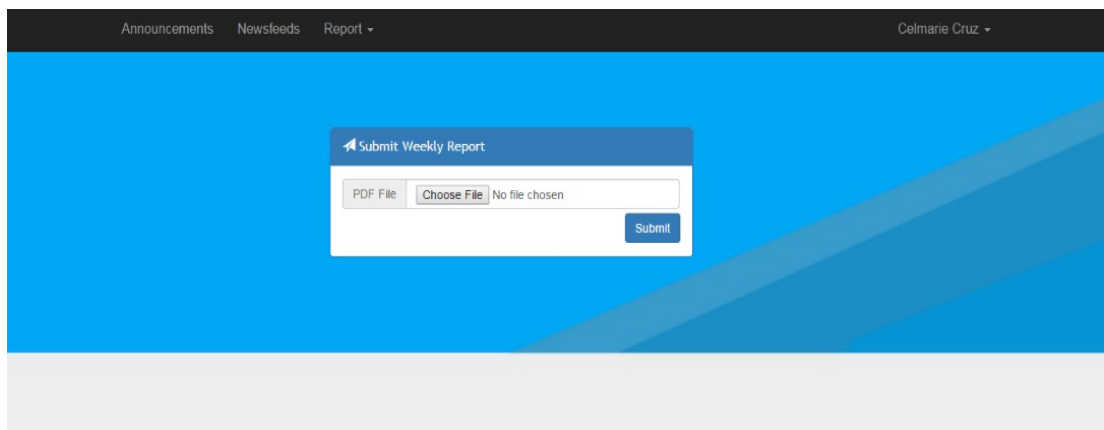 Announcements Newsfeeds Report Celmarie Cruz
Submit Weekly Report
PDF File Choose File No file chosen
Submit